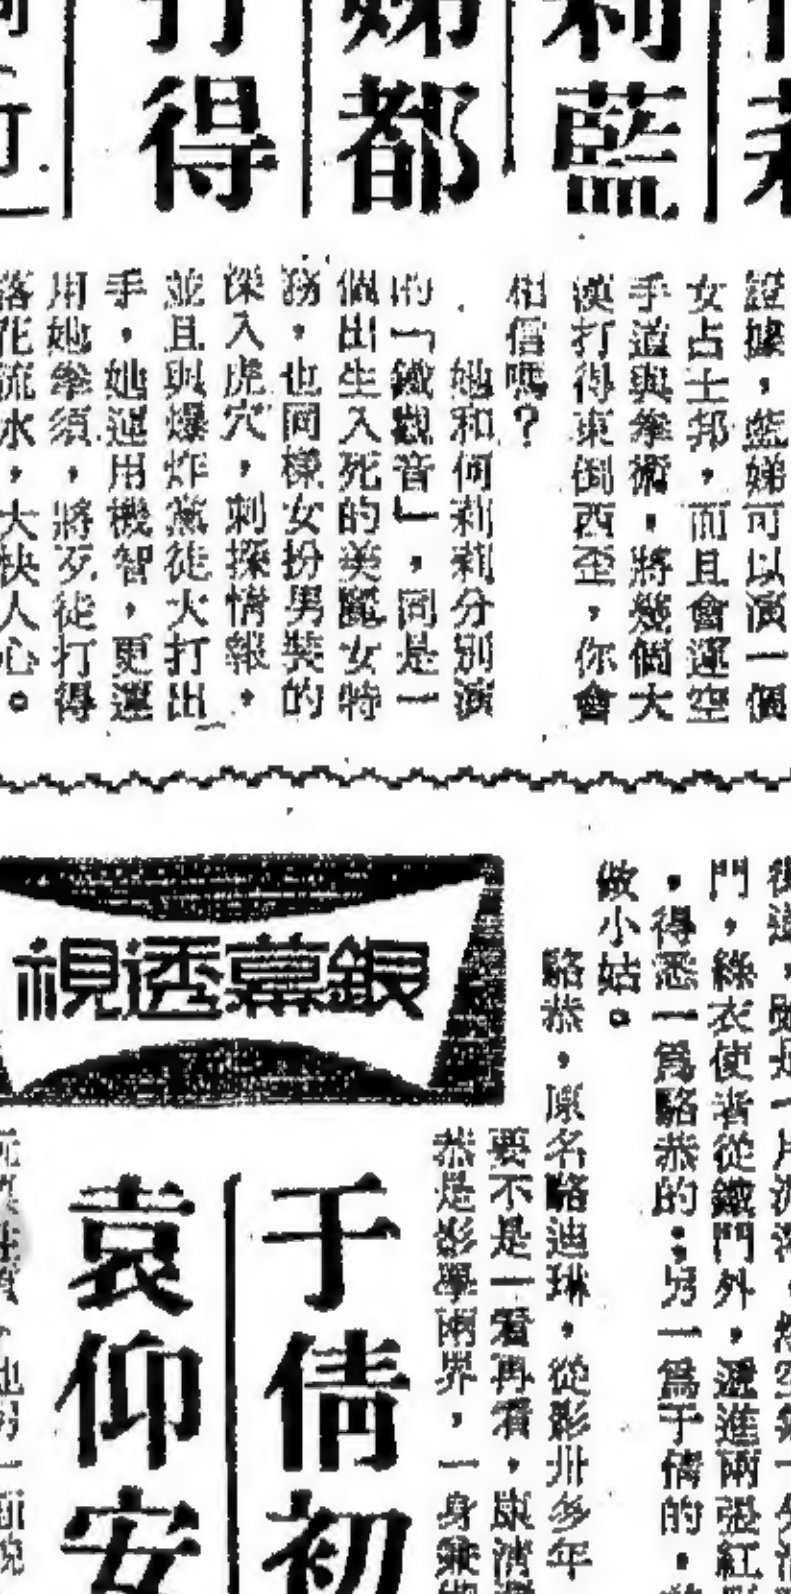 莉藍
娣都
打得
證據,藍娣可以演一個
女占士邦,而且會運空
手道與拳術,將幾個大
漢打得東倒西歪,你會
相信嗎?
她和何莉莉分別演
的「鐵觀音」,同是一
個出生入死的美麗女特
務,也同樣女扮男裝的
深入虎穴,刺探情報,
並且與爆炸黨徒大打出
手,她運用機智,更運
用她拳須,將歹徒打得
落花流水,大快人心。
門,綠衣使者從鐵門外,遞進兩張紅
,得悉一爲駱恭的;另一爲于倩的,
做小姑。
駱恭,原名駱迪琳,從影卅多年
要不是一看再看,
恭是影學兩界,一身兼
銀幕透視
于倩初
袁仰安